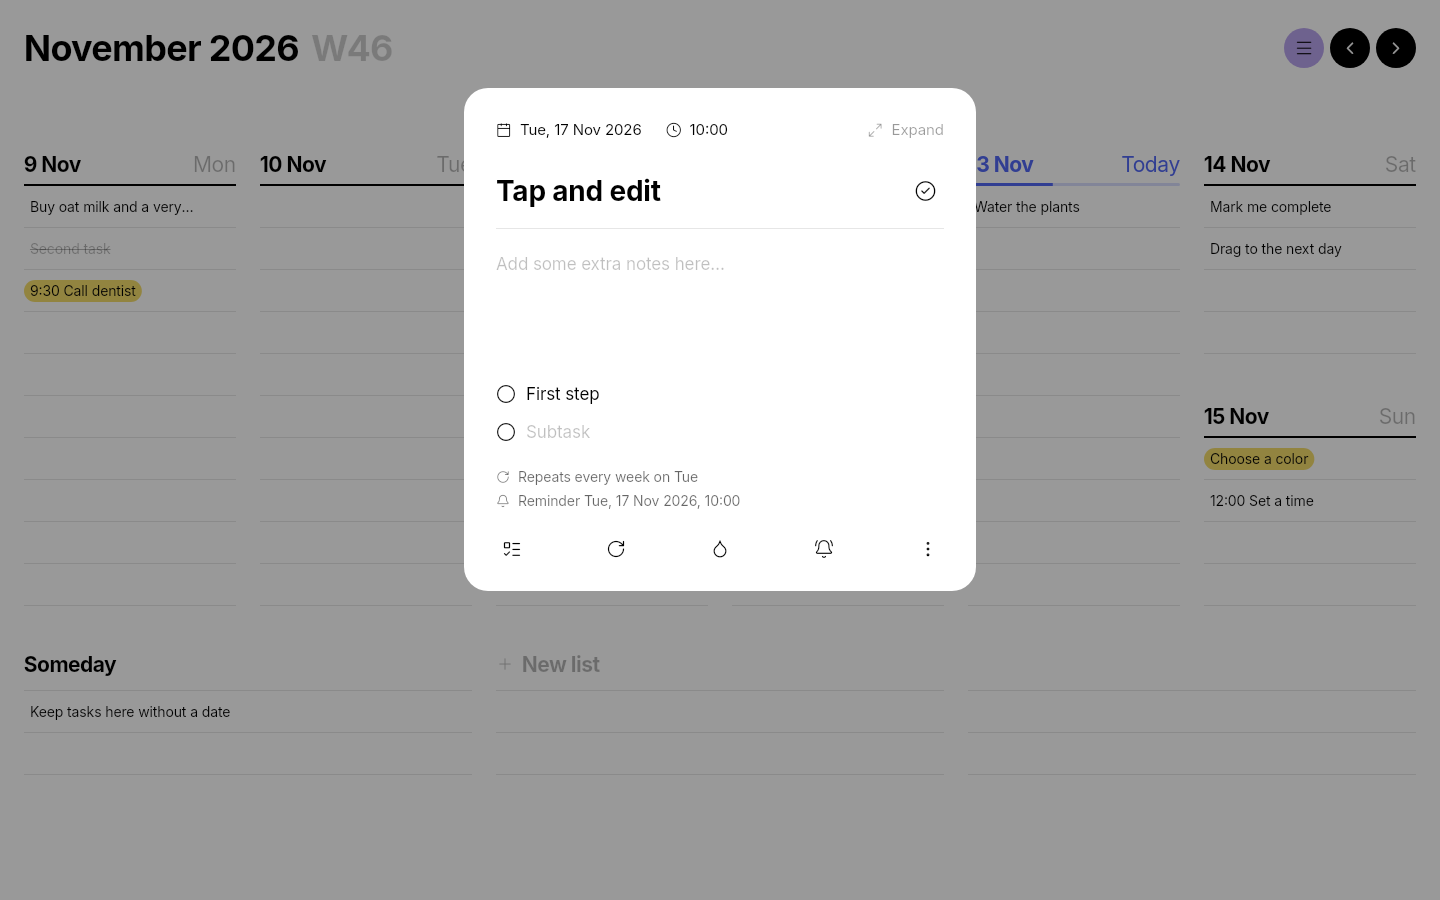 November 2026 W46
Tue, 17 Nov 2026
10:00
Expand
Tap and edit
Add some extra notes here...
First step
Subtask
Repeats every week on Tue
Reminder Tue, 17 Nov 2026, 10:00
9 Nov Mon
Buy oat milk and a very...
Second task
9:30 Call dentist
10 Nov Tue
3 Nov Today
Water the plants
14 Nov Sat
Mark me complete
Drag to the next day
15 Nov Sun
Choose a color
12:00 Set a time
Someday
Keep tasks here without a date
New list